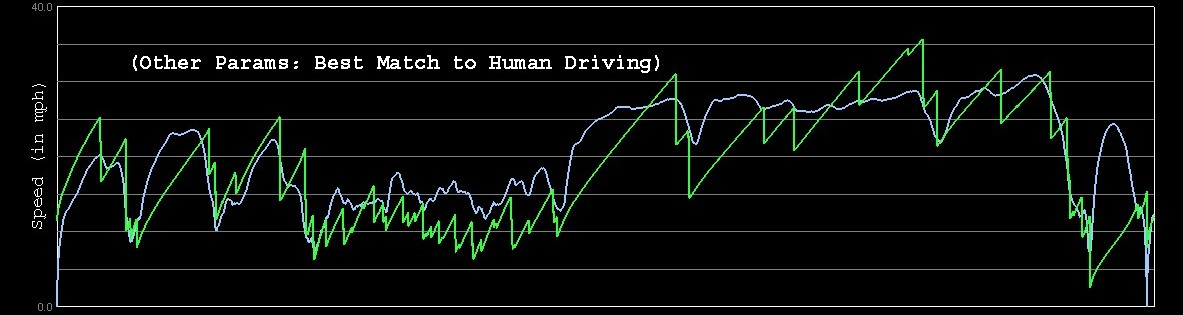 40.0
(Other Params: Best Match to Human Driving)
Speed (in mph)
0.0